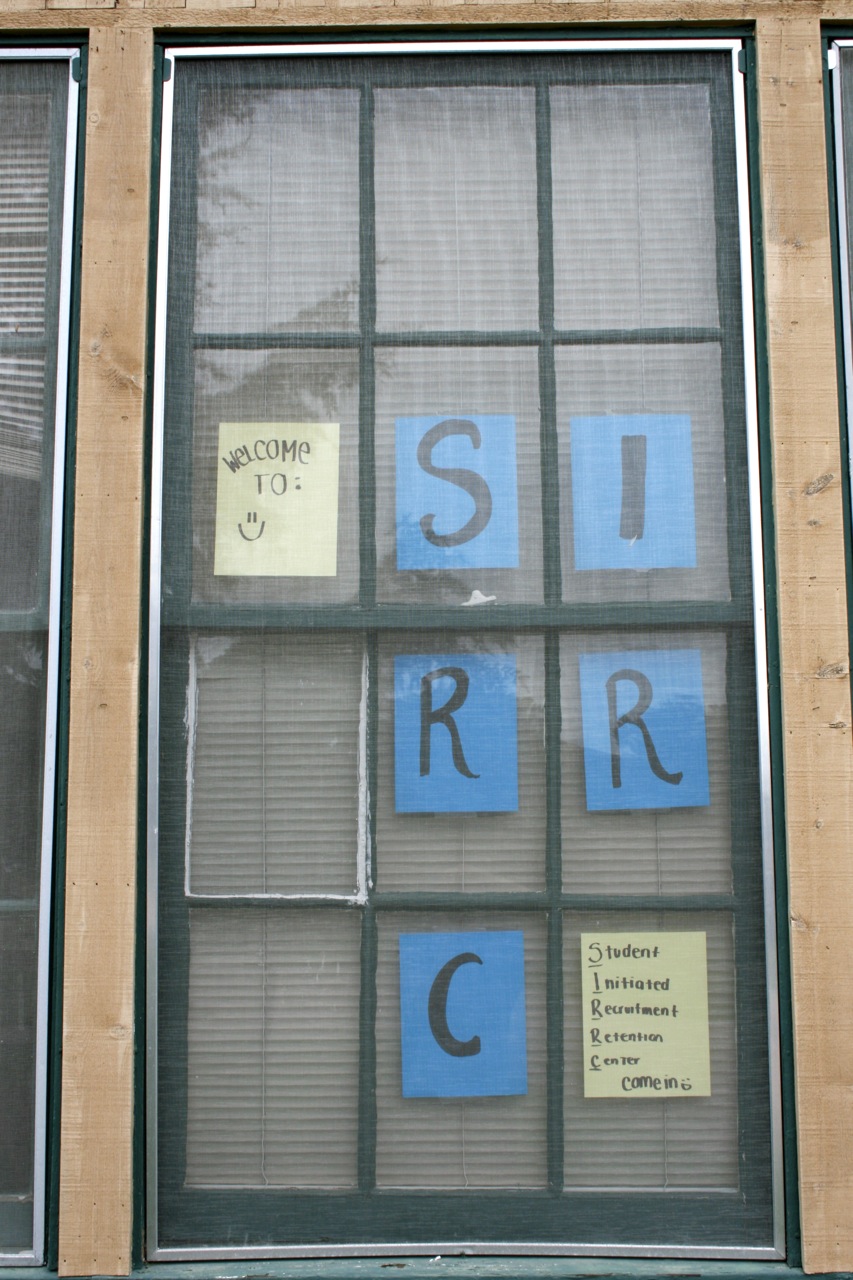 WELCOME
TO:
S I
R R
C
Student
Initiated
Recruitment
Retention
Center
come in